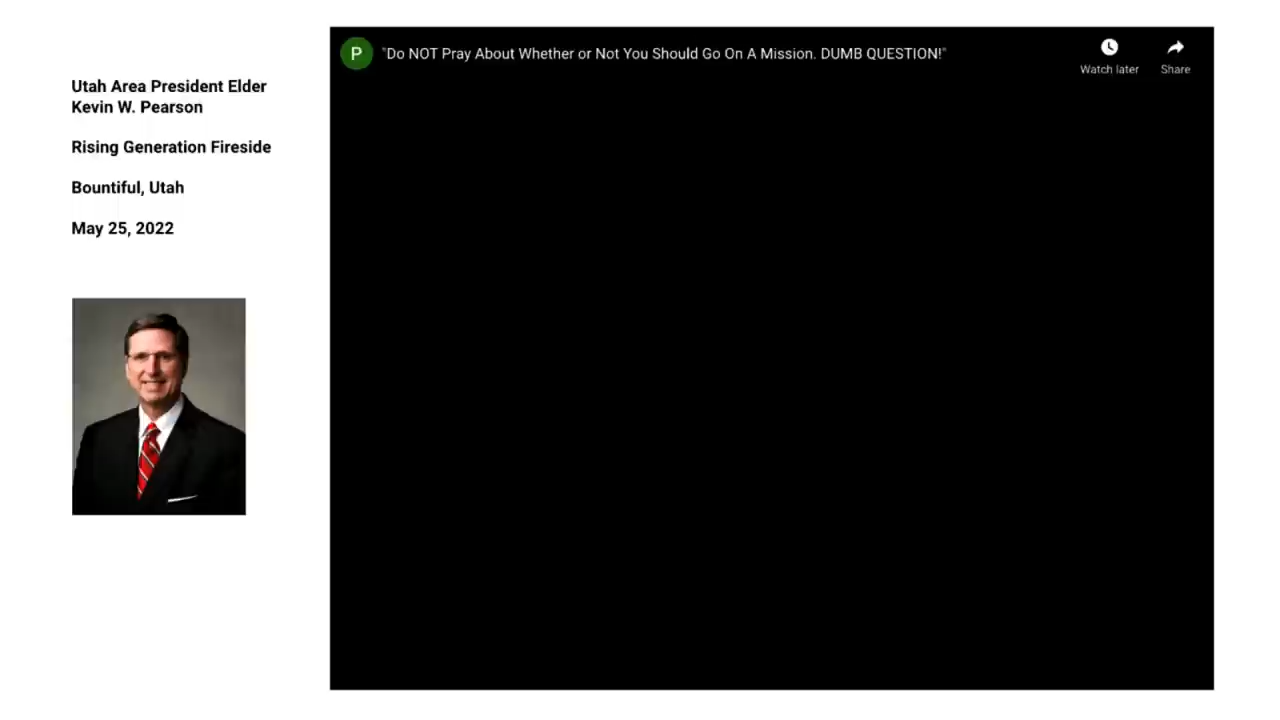 Utah Area President Elder
Kevin W. Pearson
Rising Generation Fireside
Bountiful, Utah
May 25, 2022
P "Do NOT Pray About Whether or Not You Should Go On A Mission. DUMB QUESTION!"
Watch later
Share